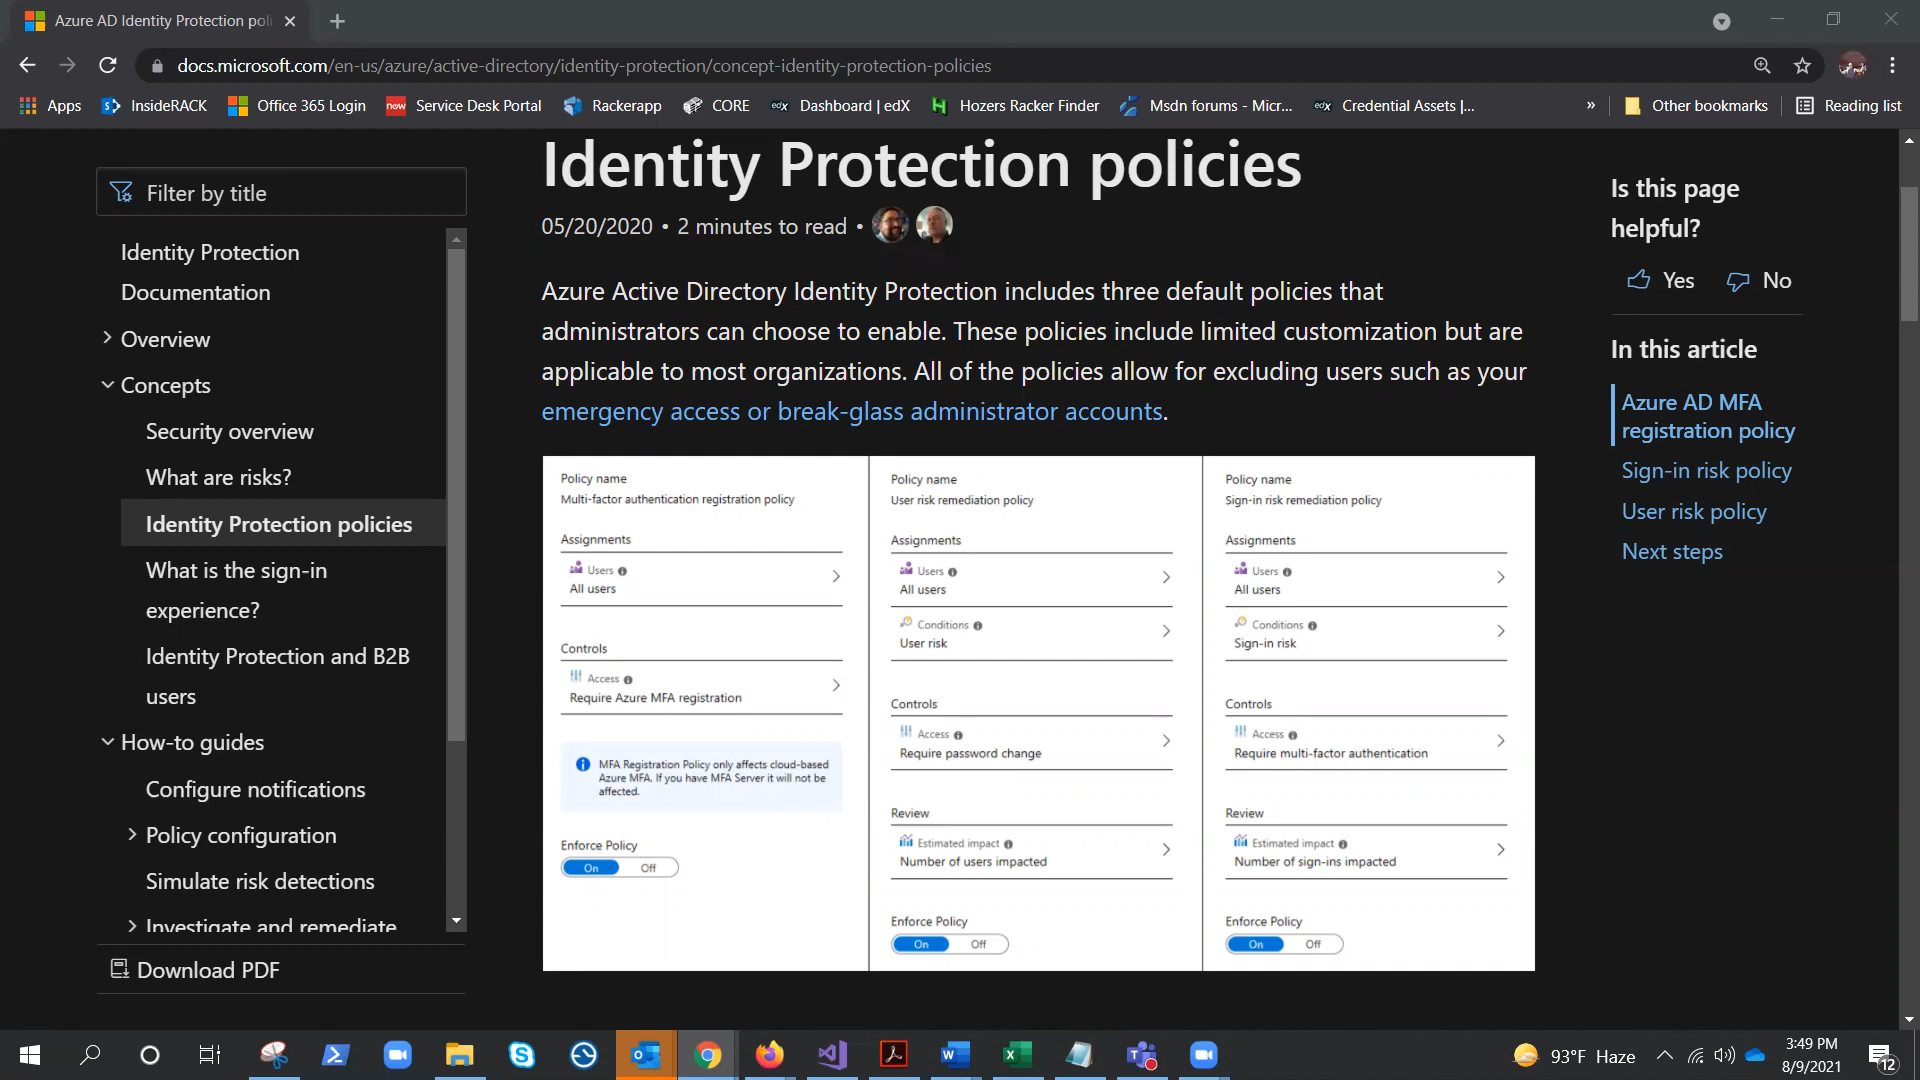 Azure AD Identity Protection poli
docs.microsoft.com/en-us/azure/active-directory/identity-protection/concept-identity-protection-policies
Apps
InsideRACK
Office 365 Login
now
Service Desk Portal
Rackerapp
CORE
edX
Dashboard | edX
Hozers Racker Finder
Msdn forums - Micr...
edX
Credential Assets |...
»
Other bookmarks
Reading list
Filter by title
Identity Protection
Documentation
Overview
Concepts
Security overview
What are risks?
Identity Protection policies
What is the sign-in
experience?
Identity Protection and B2B
users
How-to guides
Configure notifications
Policy configuration
Simulate risk detections
Investigate and remediate
Download PDF
Identity Protection policies
05/20/2020 • 2 minutes to read •
Azure Active Directory Identity Protection includes three default policies that
administrators can choose to enable. These policies include limited customization but are
applicable to most organizations. All of the policies allow for excluding users such as your
emergency access or break-glass administrator accounts.
Policy name
Multi-factor authentication registration policy
Assignments
Users
All users
Controls
Access
Require Azure MFA registration
MFA Registration Policy only affects cloud-based
Azure MFA. If you have MFA Server it will not be
affected.
Enforce Policy
On Off
Policy name
User risk remediation policy
Assignments
Users
All users
Conditions
User risk
Controls
Access
Require password change
Review
Estimated impact
Number of users impacted
Enforce Policy
On Off
Policy name
Sign-in risk remediation policy
Assignments
Users
All users
Conditions
Sign-in risk
Controls
Access
Require multi-factor authentication
Review
Estimated impact
Number of sign-ins impacted
Enforce Policy
On Off
Is this page
helpful?
Yes No
In this article
Azure AD MFA
registration policy
Sign-in risk policy
User risk policy
Next steps
93°F Haze
3:49 PM
8/9/2021
12